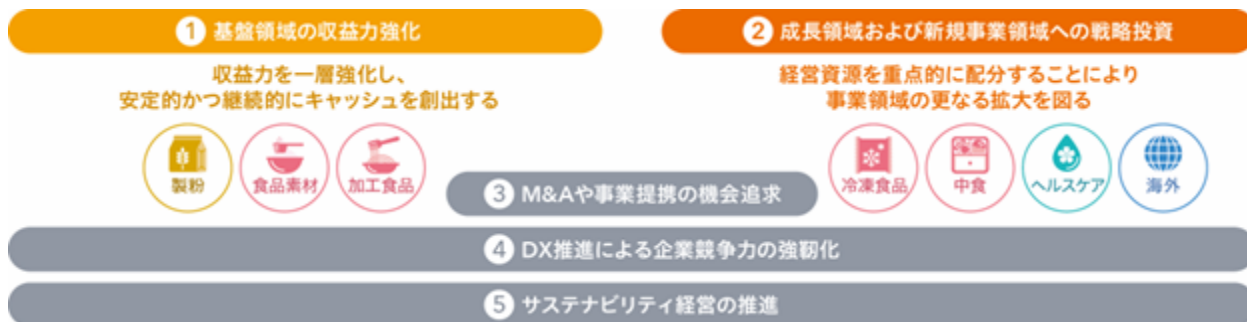 1 基盤領域の収益力強化
収益力を一層強化し、
安定的かつ継続的にキャッシュを創出する
製粉
食品素材
加工食品
2 成長領域および新規事業領域への戦略投資
経営資源を重点的に配分することにより
事業領域の更なる拡大を図る
冷凍食品
中食
ヘルスケア
海外
3 M&Aや事業提携の機会追求
4 DX推進による企業競争力の強靭化
5 サステナビリティ経営の推進